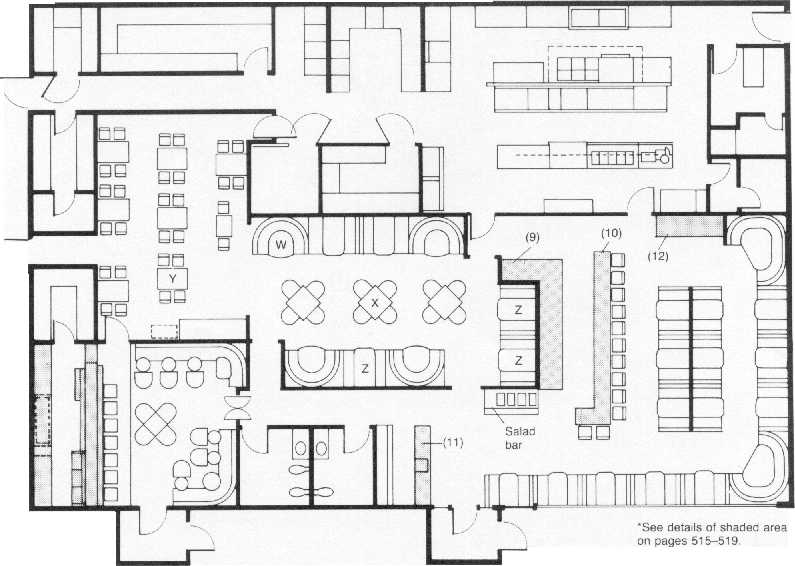 (9)
(10)
(12)
W
X
Y
Z
Z
Z
(11)
Salad
bar
*See details of shaded area
on pages 515–519.